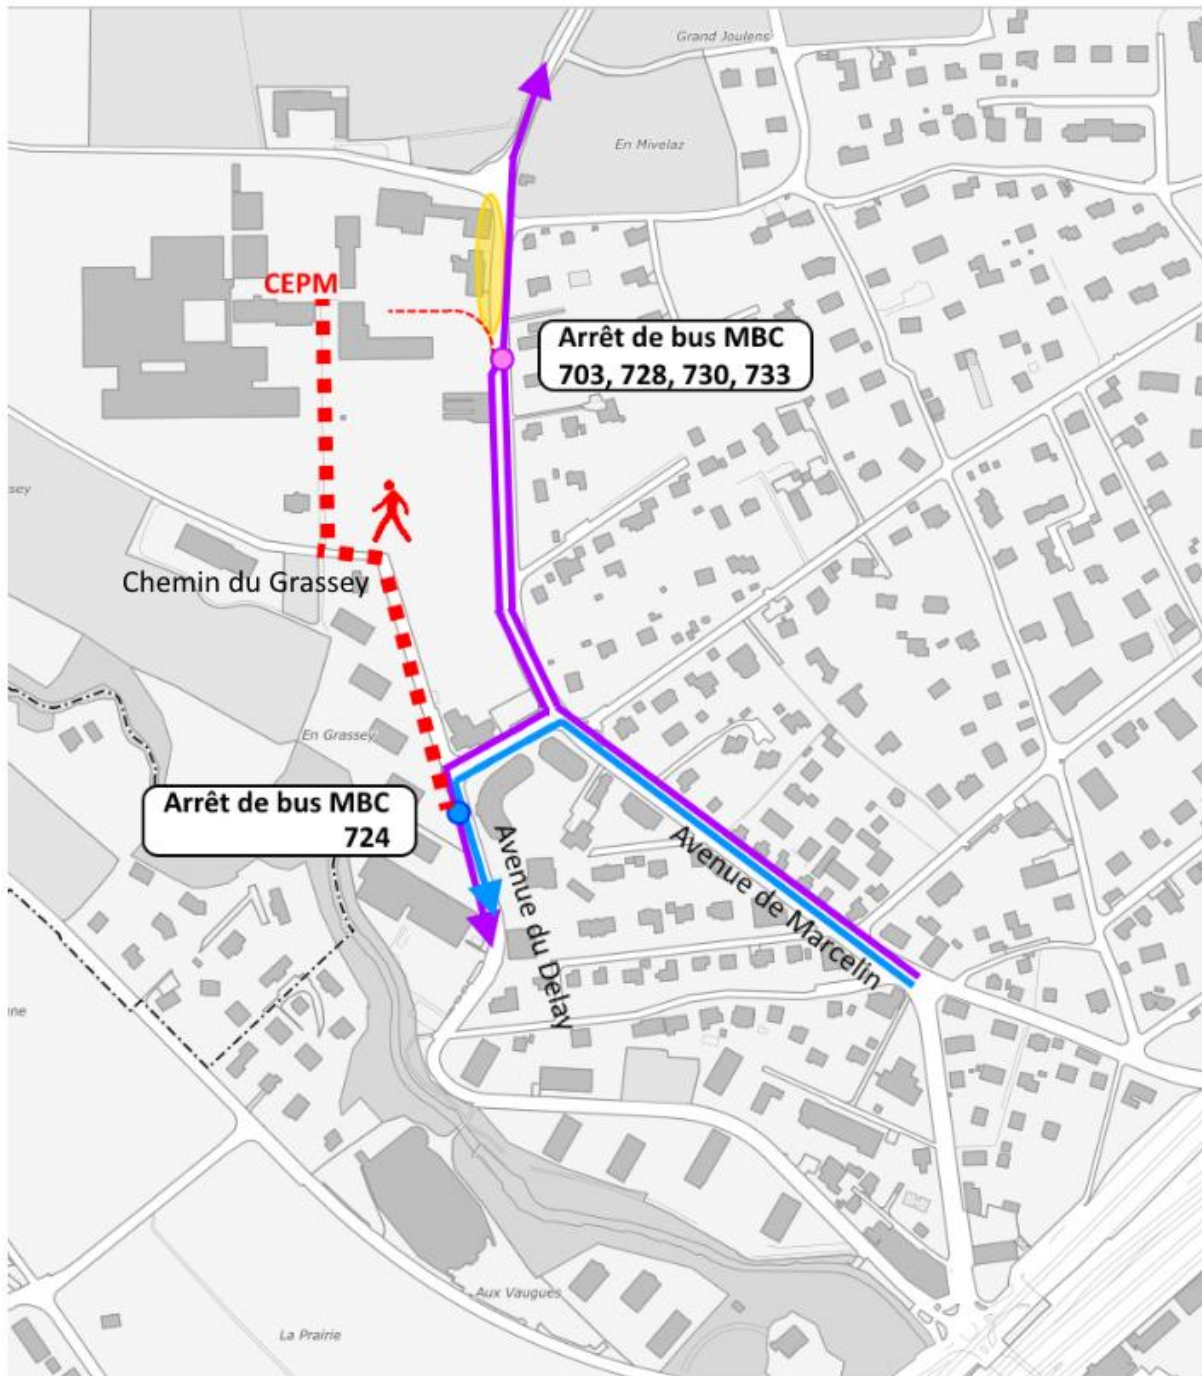 Grand Joulens
En Mivelaz
CEPM
Arrêt de bus MBC
703, 728, 730, 733
sey
Chemin du Grassey
En Grassey
Arrêt de bus MBC
724
Avenue du Delay
Avenue de Marcelin
ne
Aux Vaugues
La Prairie